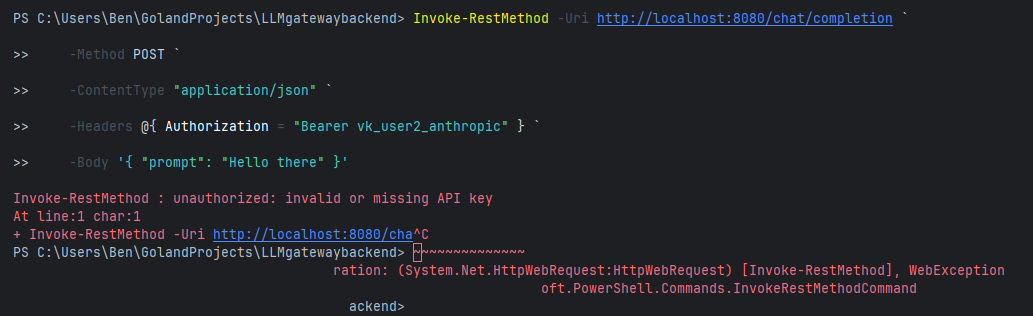 PS C:\Users\Ben\GolandProjects\LLMgatewaybackend> Invoke-RestMethod -Uri http://localhost:8080/chat/completion `
>>     -Method POST `
>>     -ContentType "application/json" `
>>     -Headers @{ Authorization = "Bearer vk_user2_anthropic" } `
>>     -Body '{ "prompt": "Hello there" }'
Invoke-RestMethod : unauthorized: invalid or missing API key
At line:1 char:1
+ Invoke-RestMethod -Uri http://localhost:8080/cha^C
PS C:\Users\Ben\GolandProjects\LLMgatewaybackend> ~~~~~~~~~~~~~~
ration: (System.Net.HttpWebRequest:HttpWebRequest) [Invoke-RestMethod], WebException
oft.PowerShell.Commands.InvokeRestMethodCommand
ackend>